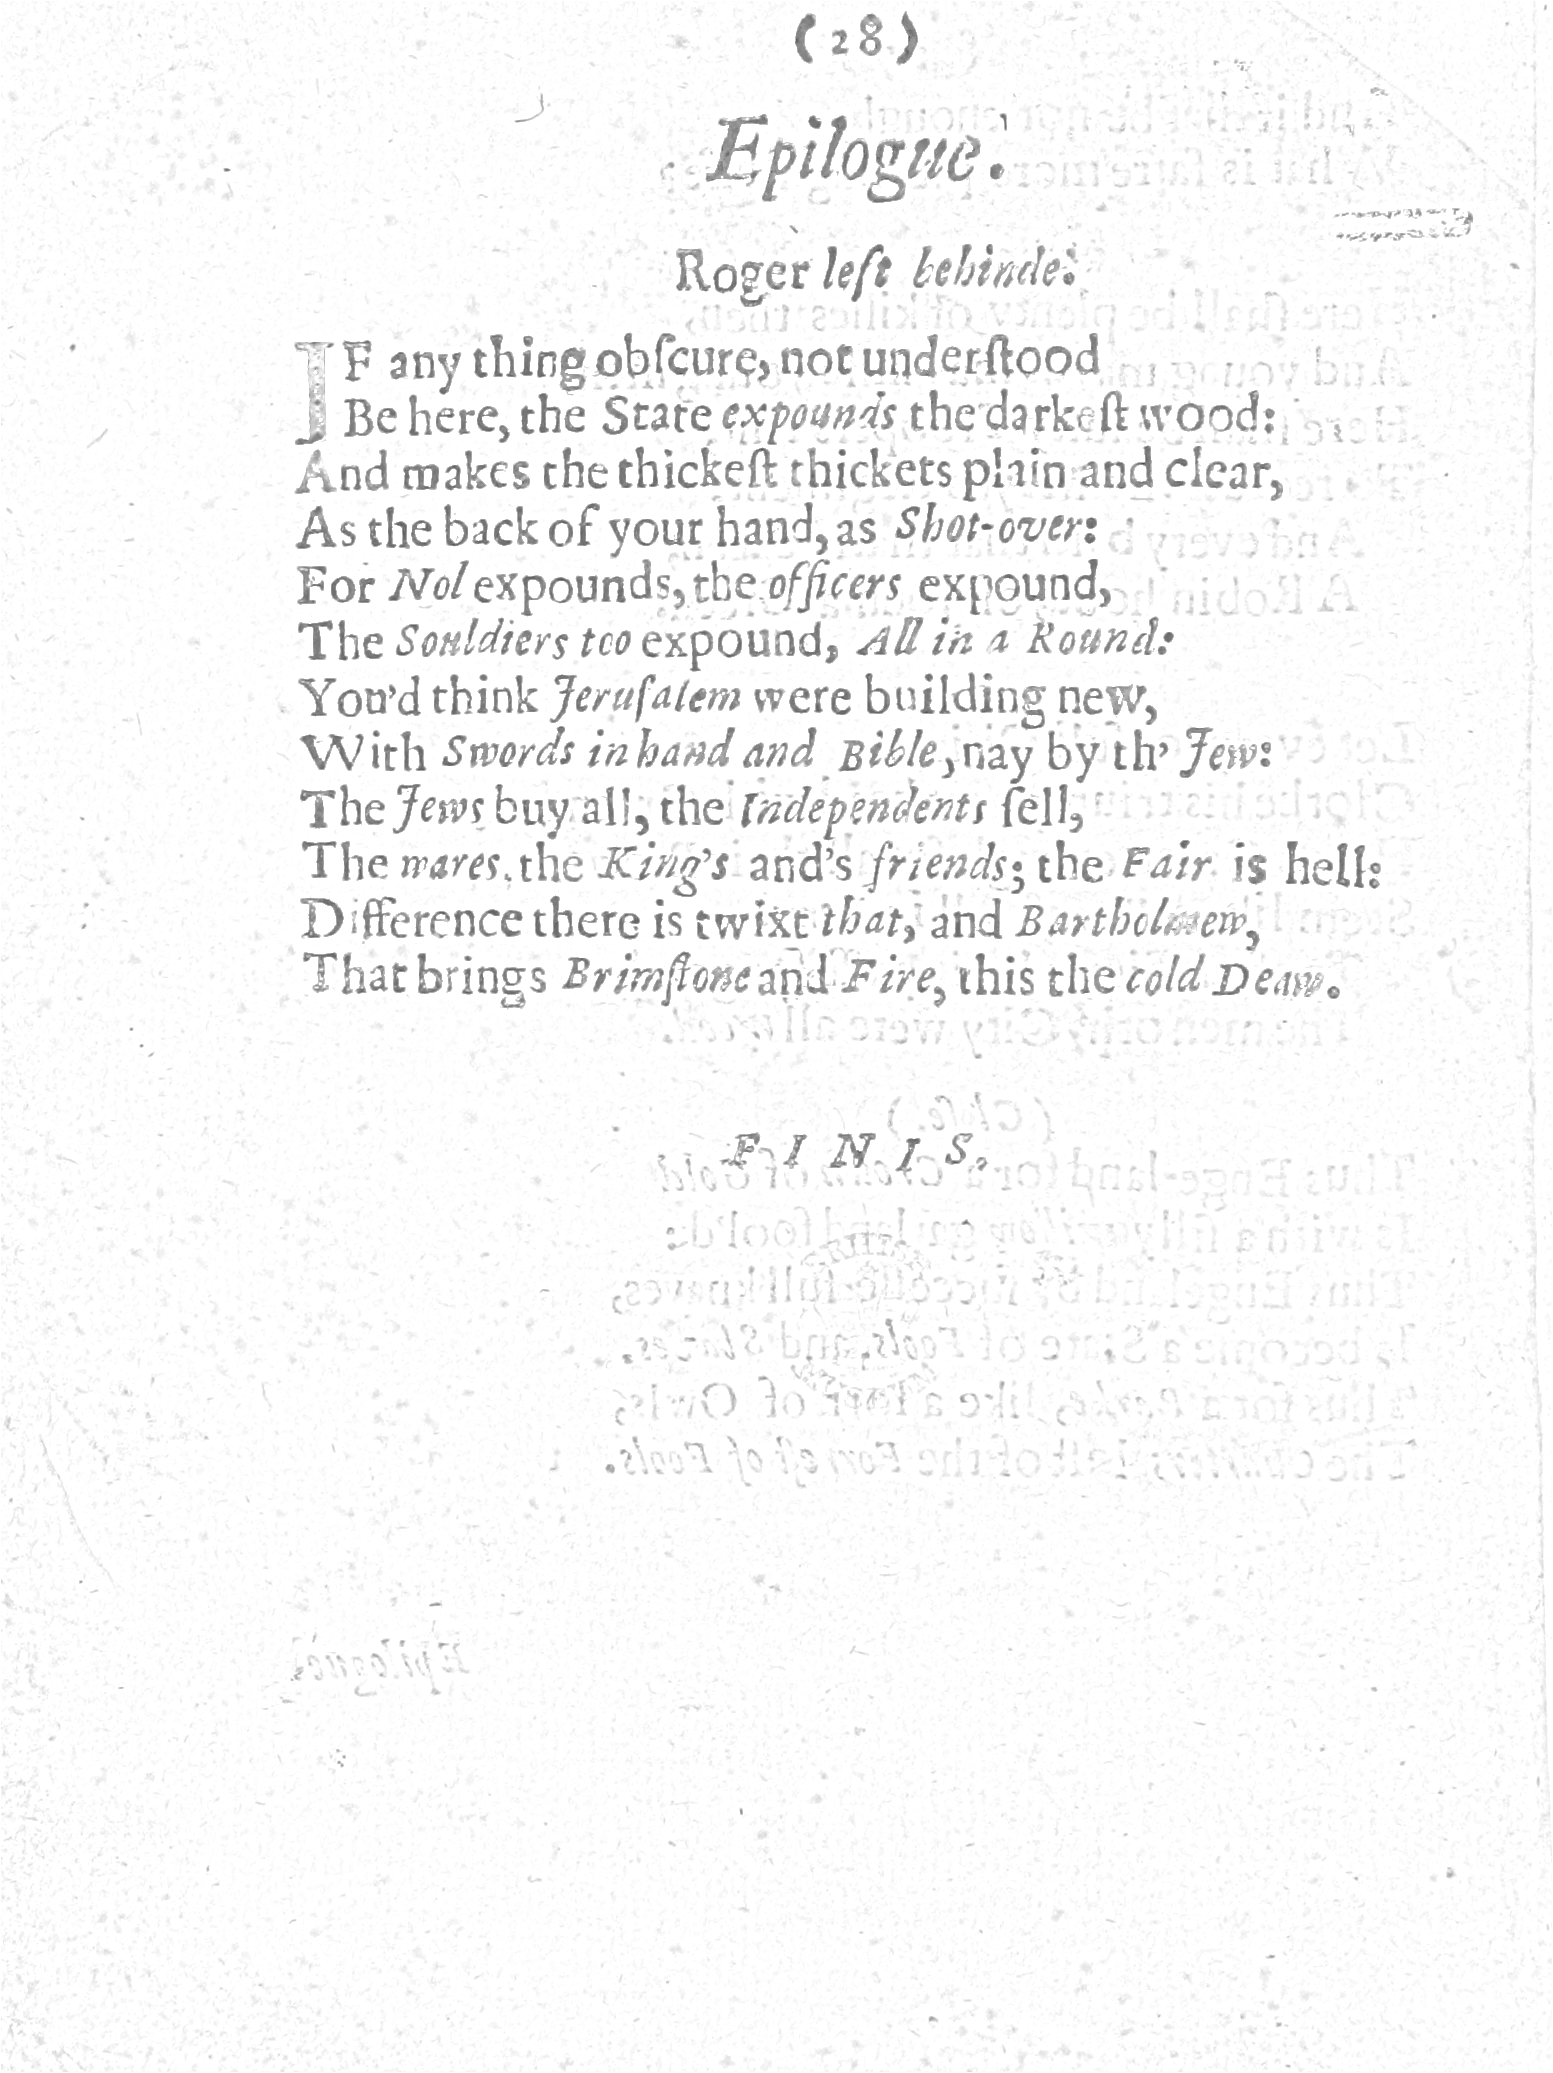 (28)
Epilogue.
Roger left behinde.
IF any thing obſcure, not underſtood
Be here, the State expounds the darkeſt wood:
And makes the thickeſt thickets plain and clear,
As the back of your hand, as Shot-over:
For Nol expounds, the officers expound,
The Souldiers too expound, All in a Round:
You'd think Jeruſalem were building new,
With Swords in hand and Bible, nay by th' Jew:
The Jews buy all, the Independents ſell,
The wares, the King's and's friends; the Fair is hell:
Difference there is twixt that, and Bartholmew,
That brings Brimſtone and Fire, this the cold Deaw.
FINIS.